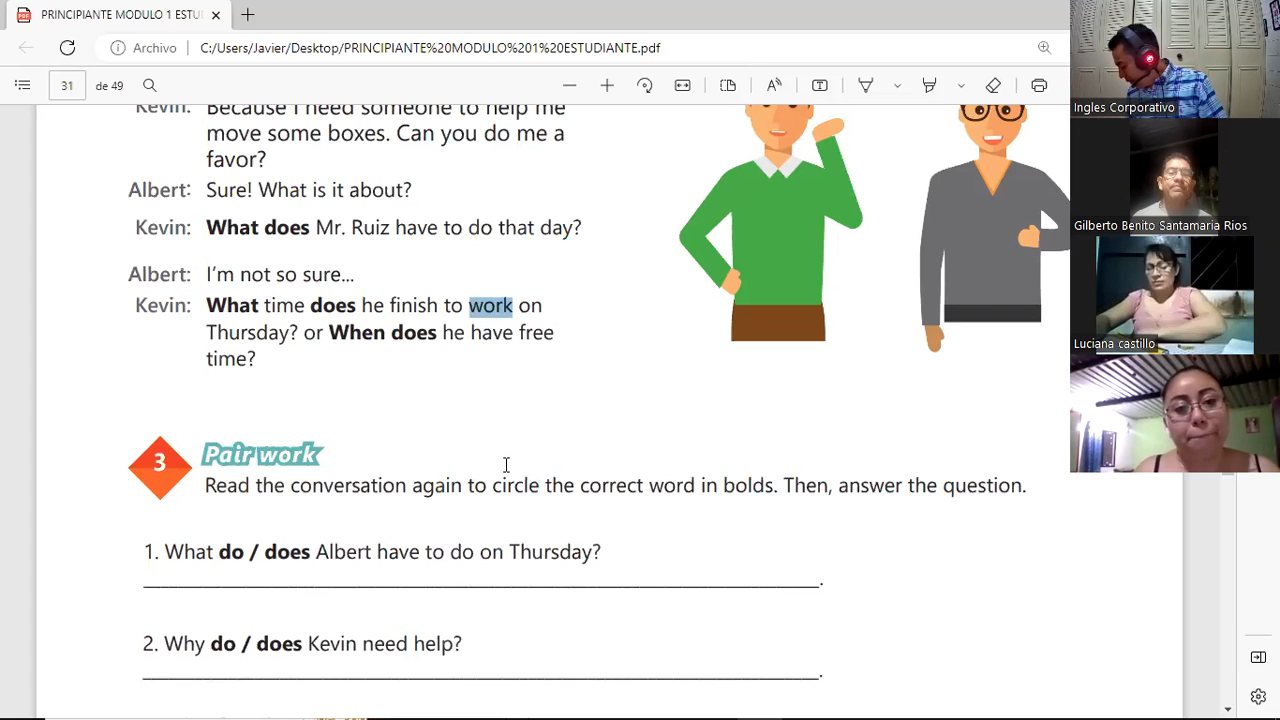 PRINCIPIANTE MODULO 1 ESTU
Archivo
C:/Users/Javier/Desktop/PRINCIPIANTE%20MODULO%201%20ESTUDIANTE.pdf
31 de 49
Kevin: Because I need someone to help me
move some boxes. Can you do me a
favor?
Albert: Sure! What is it about?
Kevin: What does Mr. Ruiz have to do that day?
Albert: I'm not so sure...
Kevin: What time does he finish to work on
Thursday? or When does he have free
time?
3 Pair work
Read the conversation again to circle the correct word in bolds. Then, answer the question.
1. What do / does Albert have to do on Thursday?
2. Why do / does Kevin need help?
Ingles Corporativo
Gilberto Benito Santamaria Rios
Luciana castillo